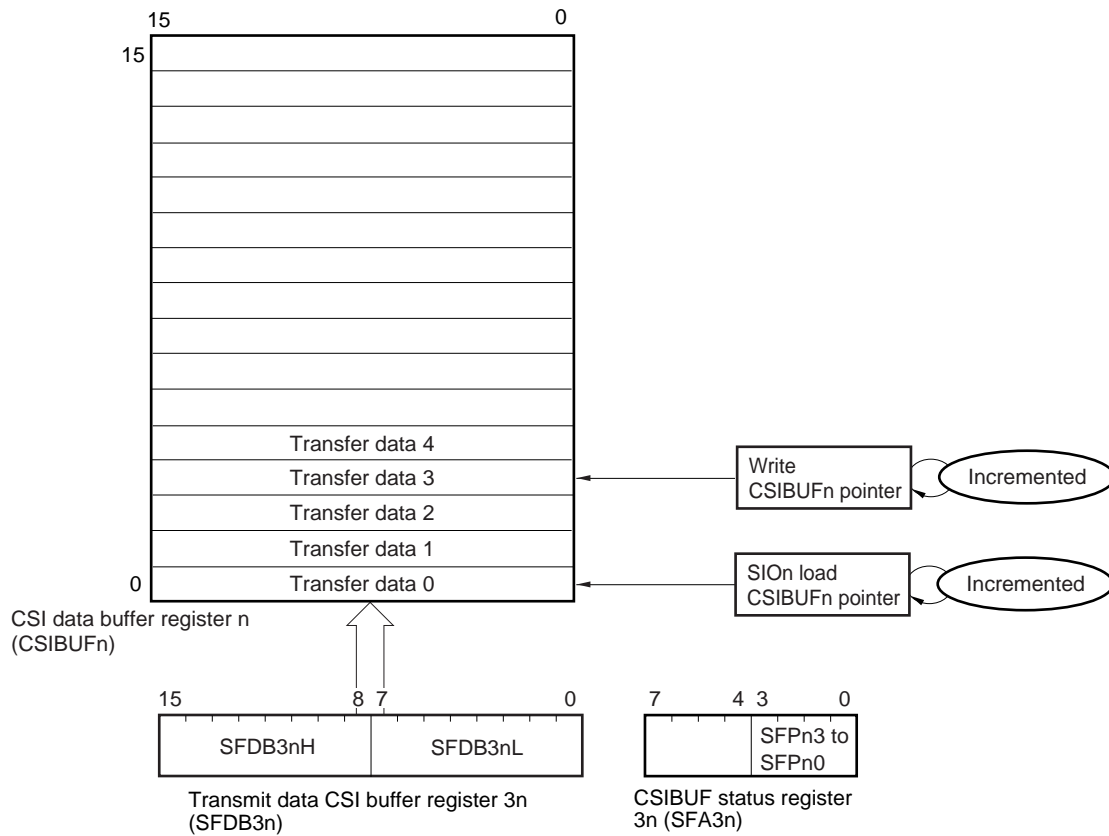 15
0
15
Transfer data 4
Transfer data 3
Transfer data 2
Transfer data 1
Transfer data 0
0
Write
CSIBUFn pointer
Incremented
SIOn load
CSIBUFn pointer
Incremented
CSI data buffer register n
(CSIBUFn)
15 8 7 0
SFDB3nH SFDB3nL
Transmit data CSI buffer register 3n
(SFDB3n)
7 4 3 0
SFPn3 to
SFPn0
CSIBUF status register
3n (SFA3n)